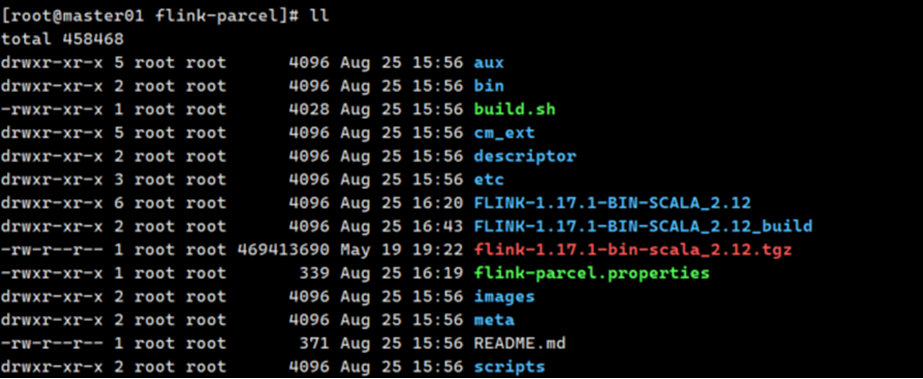 [root@master01 flink-parcel]# ll
total 458468
drwxr-xr-x 5 root root      4096 Aug 25 15:56 aux
drwxr-xr-x 2 root root      4096 Aug 25 15:56 bin
-rwxr-xr-x 1 root root      4028 Aug 25 15:56 build.sh
drwxr-xr-x 5 root root      4096 Aug 25 15:56 cm_ext
drwxr-xr-x 2 root root      4096 Aug 25 15:56 descriptor
drwxr-xr-x 3 root root      4096 Aug 25 15:56 etc
drwxr-xr-x 6 root root      4096 Aug 25 16:20 FLINK-1.17.1-BIN-SCALA_2.12
drwxr-xr-x 2 root root      4096 Aug 25 16:43 FLINK-1.17.1-BIN-SCALA_2.12_build
-rw-r--r-- 1 root root 469413690 May 19 19:22 flink-1.17.1-bin-scala_2.12.tgz
-rwxr-xr-x 1 root root       339 Aug 25 16:19 flink-parcel.properties
drwxr-xr-x 2 root root      4096 Aug 25 15:56 images
drwxr-xr-x 2 root root      4096 Aug 25 15:56 meta
-rw-r--r-- 1 root root       371 Aug 25 15:56 README.md
drwxr-xr-x 2 root root      4096 Aug 25 15:56 scripts